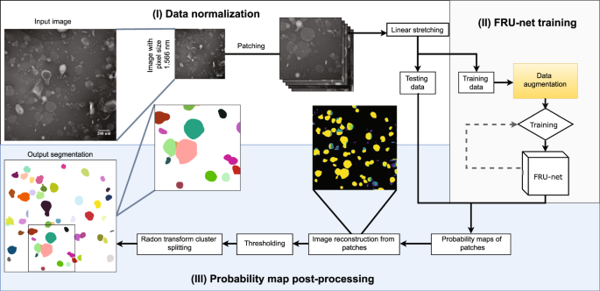 (I) Data normalization
(II) FRU-net training
Input image
Image with
pixel size
1.566 nm
Patching
Linear stretching
Testing
data
Training
data
Data
augmentation
Training
FRU-net
200 nm
Output segmentation
Radon transform cluster
splitting
Thresholding
Image reconstruction from
patches
Probability maps of
patches
(III) Probability map post-processing